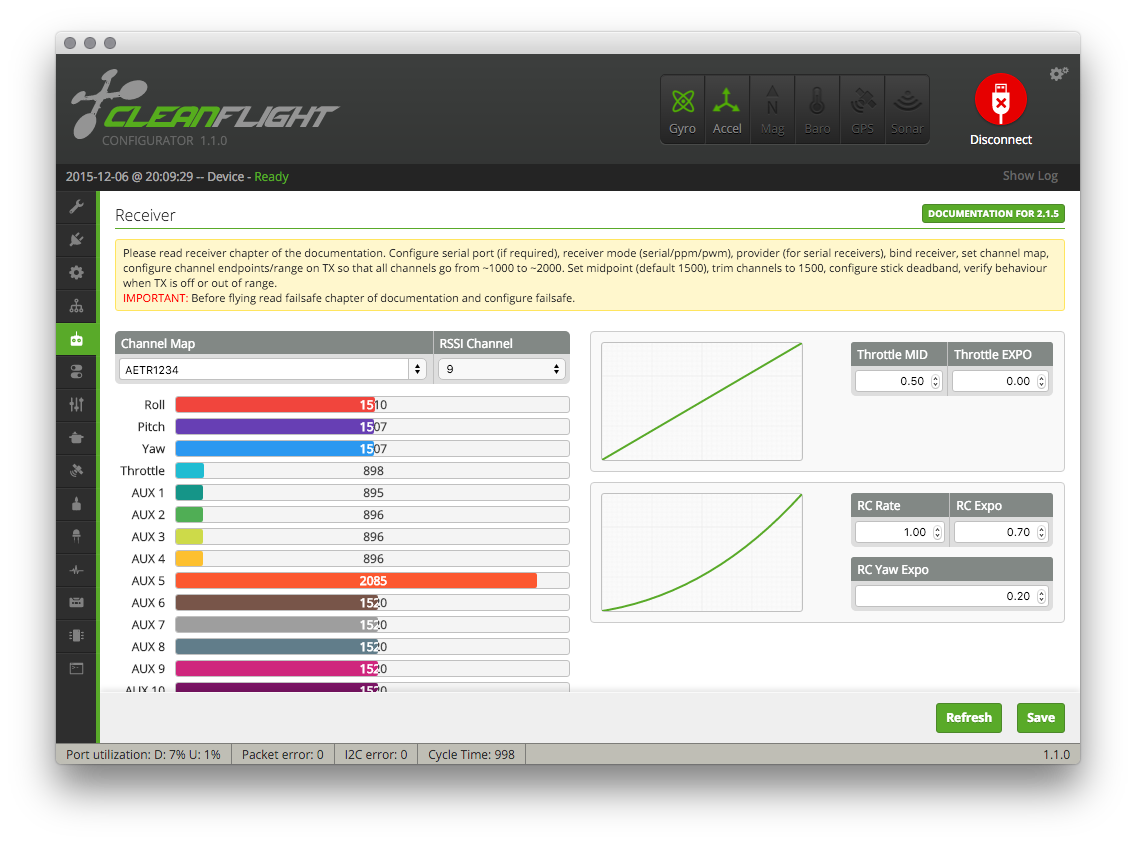 CLEANFLIGHT
CONFIGURATOR 1.1.0
Gyro Accel Mag Baro GPS Sonar
Disconnect
2015-12-06 @ 20:09:29 -- Device - Ready
Show Log
Receiver
DOCUMENTATION FOR 2.1.5
Please read receiver chapter of the documentation. Configure serial port (if required), receiver mode (serial/ppm/pwm), provider (for serial receivers), bind receiver, set channel map,
configure channel endpoints/range on TX so that all channels go from ~1000 to ~2000. Set midpoint (default 1500), trim channels to 1500, configure stick deadband, verify behaviour
when TX is off or out of range.
IMPORTANT: Before flying read failsafe chapter of documentation and configure failsafe.
Channel Map RSSI Channel
AETR1234 9
Roll 1510
Pitch 1507
Yaw 1507
Throttle 898
AUX 1 895
AUX 2 896
AUX 3 896
AUX 4 896
AUX 5 2085
AUX 6 1520
AUX 7 1520
AUX 8 1520
AUX 9 1520
AUX 10 1520
Throttle MID Throttle EXPO
0.50 0.00
RC Rate RC Expo
1.00 0.70
RC Yaw Expo
0.20
Refresh Save
Port utilization: D: 7% U: 1% Packet error: 0 I2C error: 0 Cycle Time: 998 1.1.0